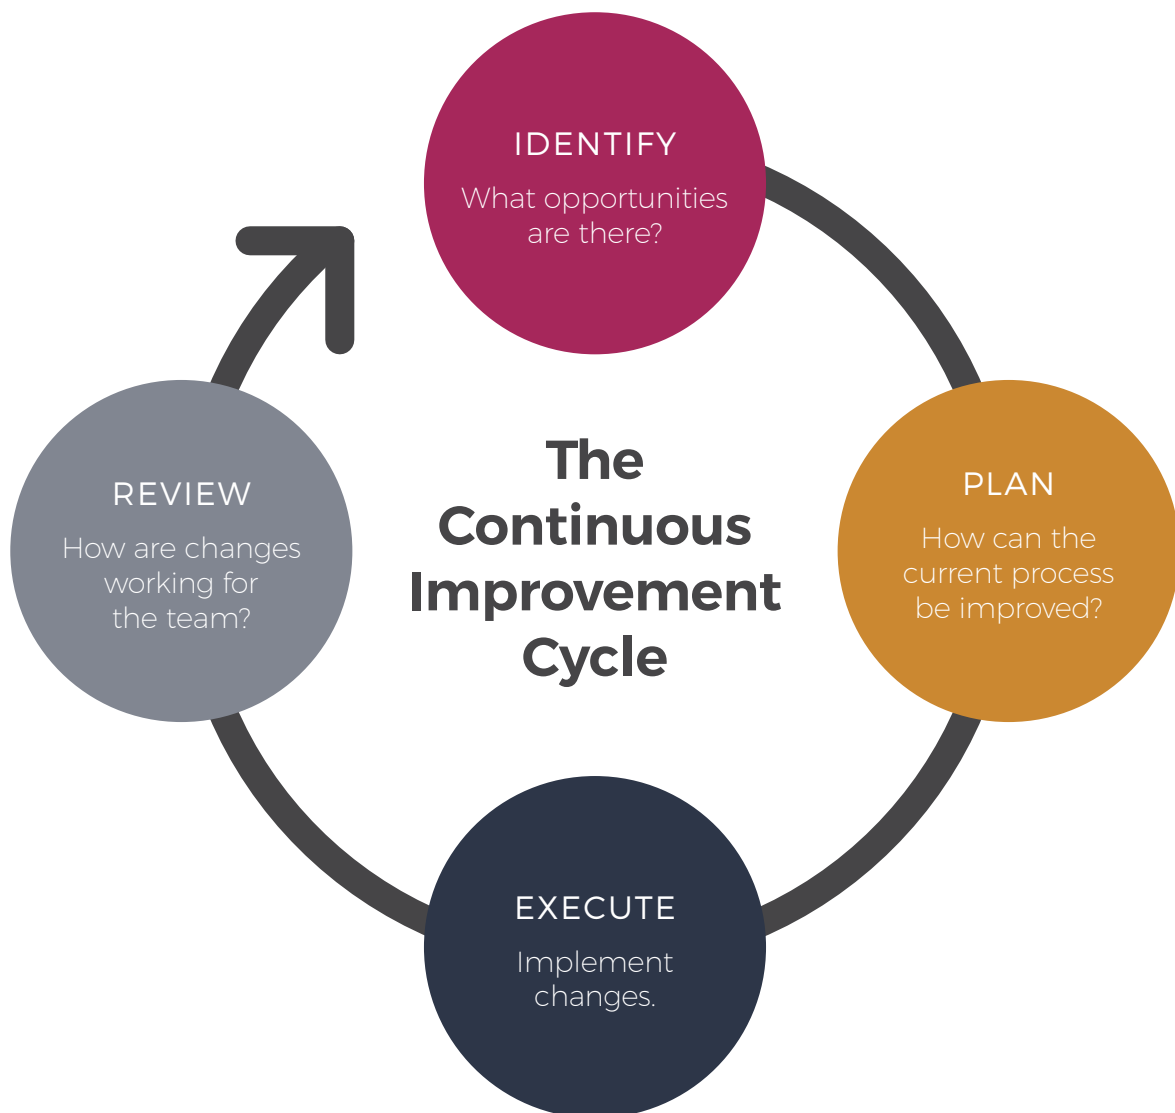 IDENTIFY
What opportunities
are there?
PLAN
How can the
current process
be improved?
EXECUTE
Implement
changes.
REVIEW
How are changes
working for
the team?
The
Continuous
Improvement
Cycle